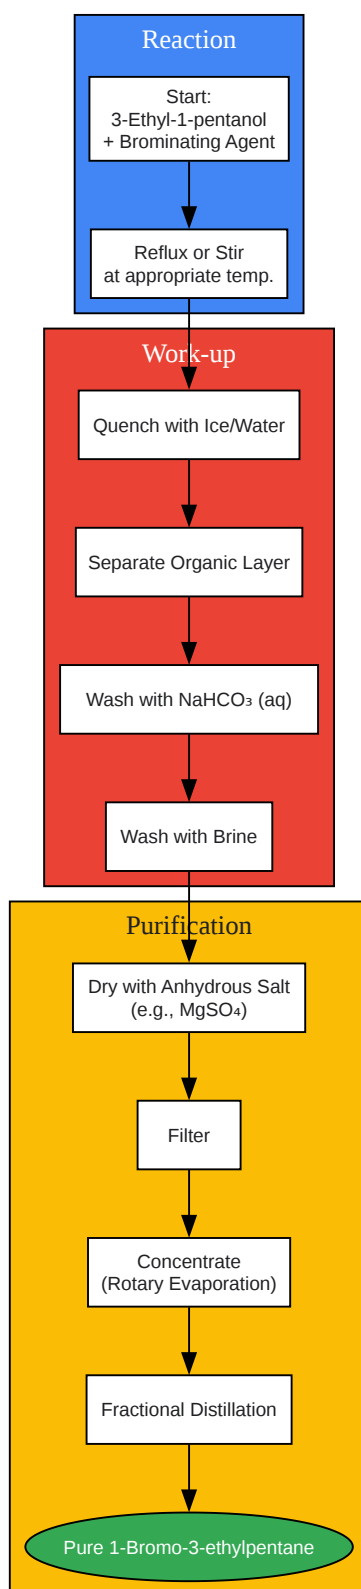 Reaction
Start:
3-Ethyl-1-pentanol
+ Brominating Agent
Reflux or Stir
at appropriate temp.
Work-up
Quench with Ice/Water
Separate Organic Layer
Wash with NaHCO₃ (aq)
Wash with Brine
Purification
Dry with Anhydrous Salt
(e.g., MgSO₄)
Filter
Concentrate
(Rotary Evaporation)
Fractional Distillation
Pure 1-Bromo-3-ethylpentane